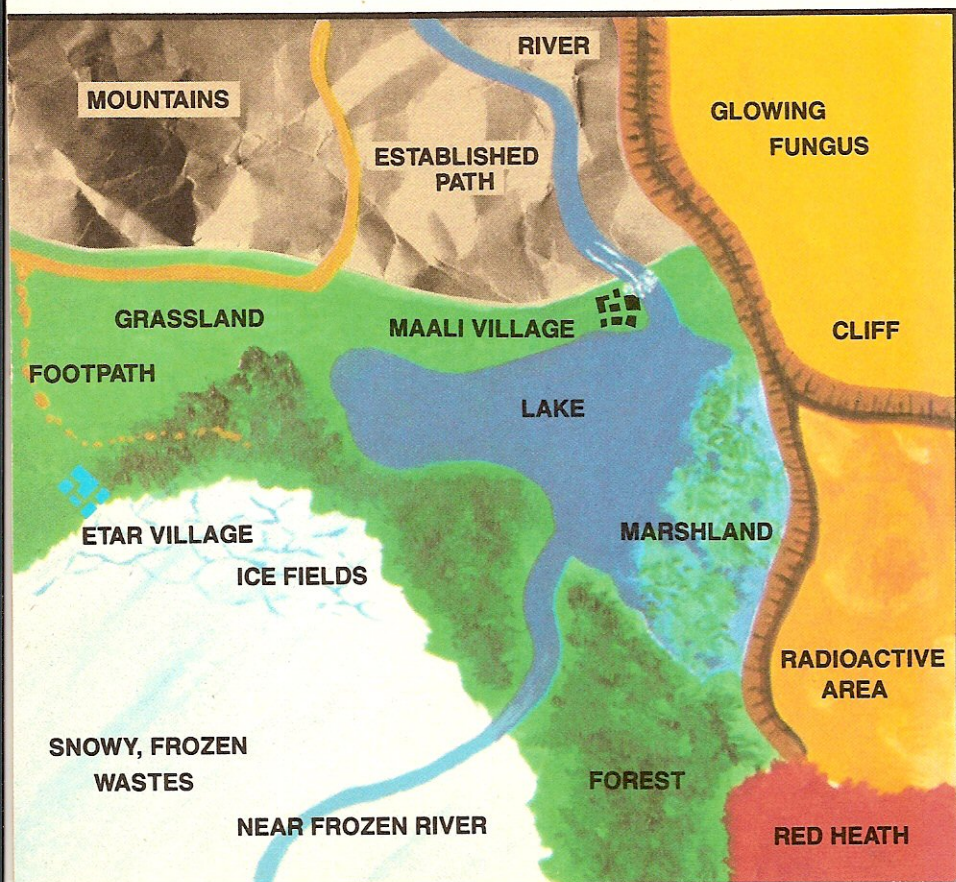 RIVER
MOUNTAINS
GLOWING
FUNGUS
ESTABLISHED
PATH
GRASSLAND
MAALI VILLAGE
CLIFF
FOOTPATH
LAKE
ETAR VILLAGE
MARSHLAND
ICE FIELDS
RADIOACTIVE
AREA
SNOWY, FROZEN
WASTES
FOREST
NEAR FROZEN RIVER
RED HEATH